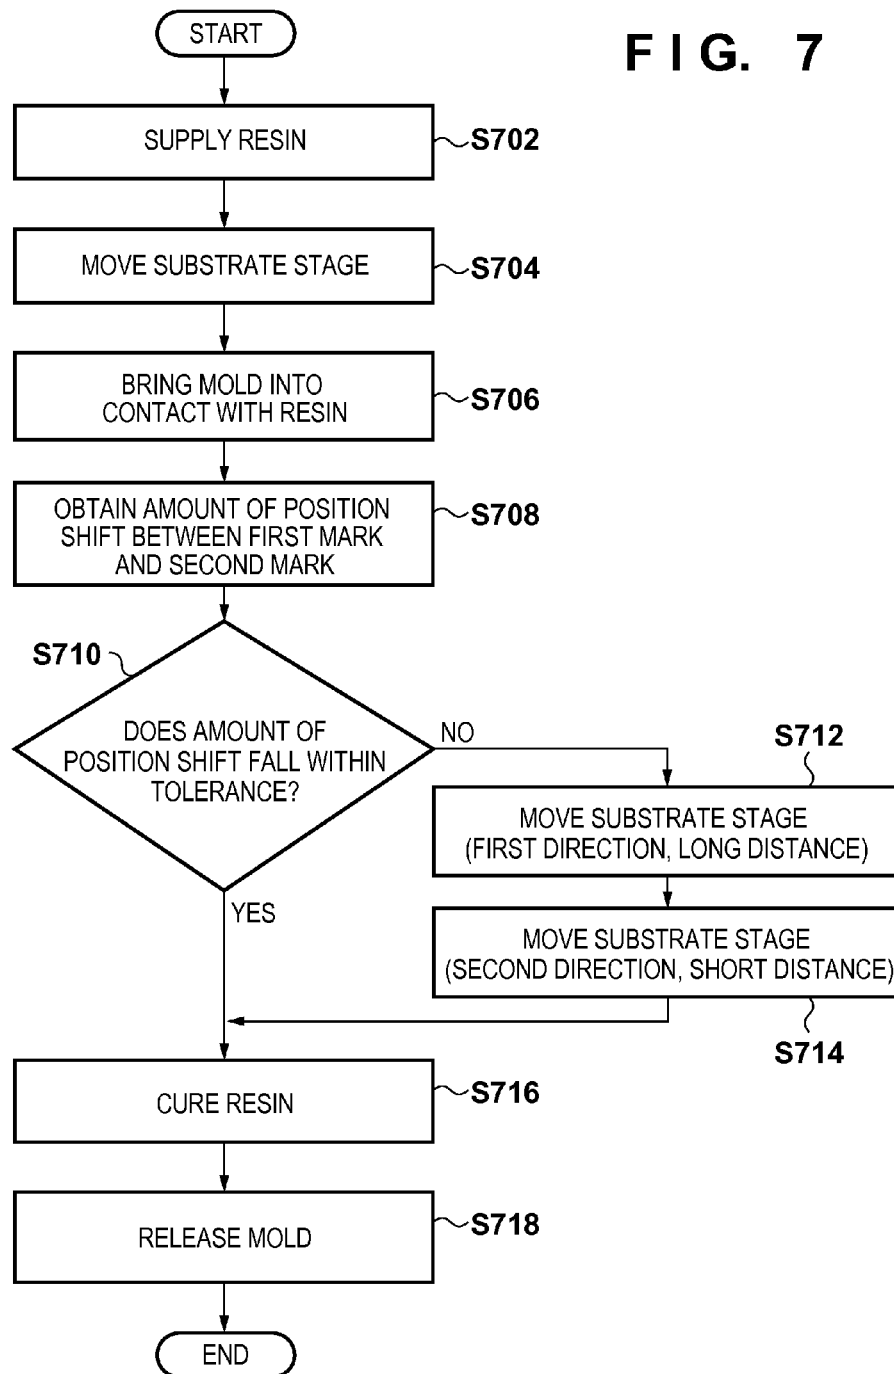 START
FIG. 7
SUPPLY RESIN
S702
MOVE SUBSTRATE STAGE
S704
BRING MOLD INTO
CONTACT WITH RESIN
S706
OBTAIN AMOUNT OF POSITION
SHIFT BETWEEN FIRST MARK
AND SECOND MARK
S708
S710
DOES AMOUNT OF
POSITION SHIFT FALL WITHIN
TOLERANCE?
NO
S712
MOVE SUBSTRATE STAGE
(FIRST DIRECTION, LONG DISTANCE)
YES
MOVE SUBSTRATE STAGE
(SECOND DIRECTION, SHORT DISTANCE)
S714
CURE RESIN
S716
RELEASE MOLD
S718
END